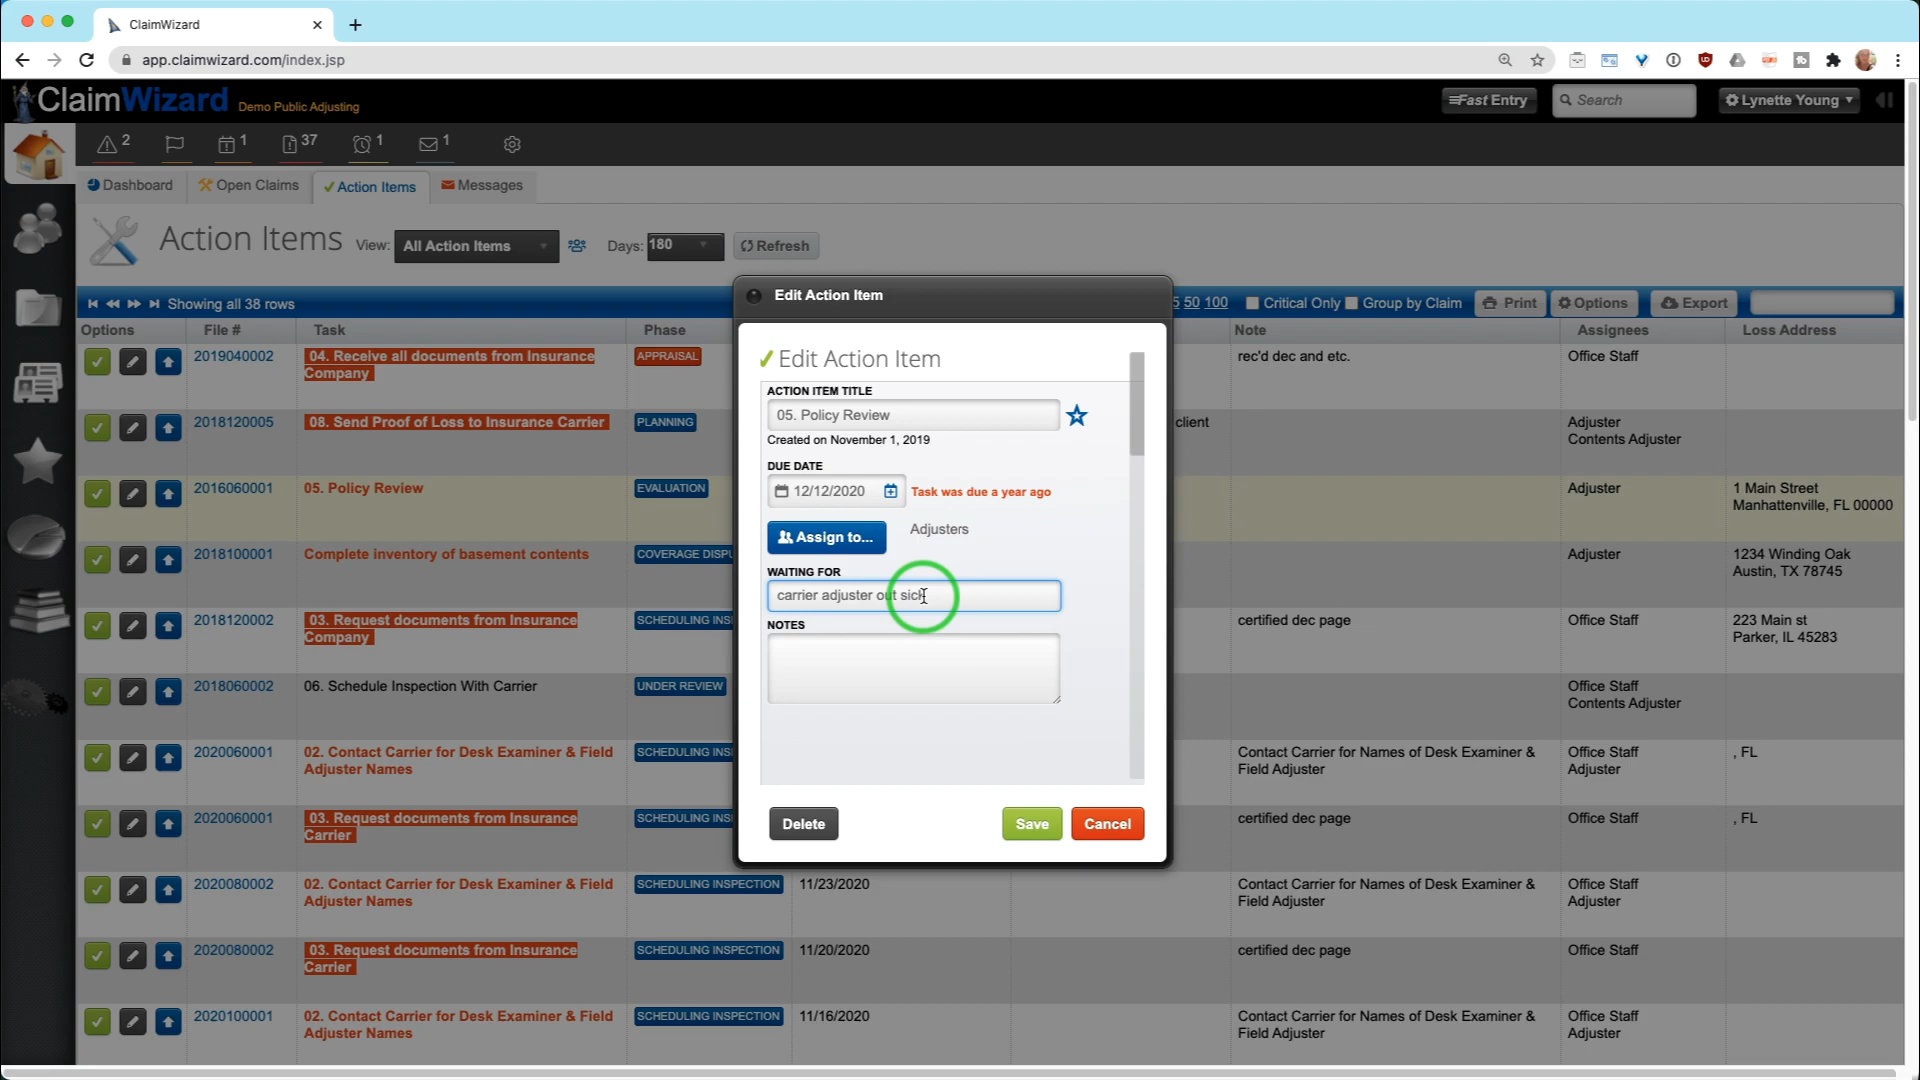 ClaimWizard
app.claimwizard.com/index.jsp
ClaimWizard Demo Public Adjusting
Fast Entry
Search
Lynette Young
2
1
37
1
1
Dashboard
Open Claims
Action Items
Messages
Action Items
View:
All Action Items
Days:
180
Refresh
Showing all 38 rows
50 100
Critical Only
Group by Claim
Print
Options
Export
Options
File #
Task
Phase
Note
Assignees
Loss Address
2019040002
04. Receive all documents from Insurance
Company
APPRAISAL
rec'd dec and etc.
Office Staff
2018120005
08. Send Proof of Loss to Insurance Carrier
PLANNING
client
Adjuster
Contents Adjuster
2016060001
05. Policy Review
EVALUATION
Adjuster
1 Main Street
Manhattenville, FL 00000
2018100001
Complete inventory of basement contents
COVERAGE DISPU
Adjuster
1234 Winding Oak
Austin, TX 78745
2018120002
03. Request documents from Insurance
Company
SCHEDULING INS
certified dec page
Office Staff
223 Main st
Parker, IL 45283
2018060002
06. Schedule Inspection With Carrier
UNDER REVIEW
Office Staff
Contents Adjuster
2020060001
02. Contact Carrier for Desk Examiner & Field
Adjuster Names
SCHEDULING INS
Contact Carrier for Names of Desk Examiner &
Field Adjuster
Office Staff
Adjuster
, FL
2020060001
03. Request documents from Insurance
Carrier
SCHEDULING INS
certified dec page
Office Staff
, FL
2020080002
02. Contact Carrier for Desk Examiner & Field
Adjuster Names
SCHEDULING INSPECTION
11/23/2020
Contact Carrier for Names of Desk Examiner &
Field Adjuster
Office Staff
Adjuster
2020080002
03. Request documents from Insurance
Carrier
SCHEDULING INSPECTION
11/20/2020
certified dec page
Office Staff
2020100001
02. Contact Carrier for Desk Examiner & Field
Adjuster Names
SCHEDULING INSPECTION
11/16/2020
Contact Carrier for Names of Desk Examiner &
Field Adjuster
Office Staff
Adjuster
Edit Action Item
Edit Action Item
ACTION ITEM TITLE
05. Policy Review
Created on November 1, 2019
DUE DATE
12/12/2020
Task was due a year ago
Assign to...
Adjusters
WAITING FOR
carrier adjuster out sick
NOTES
Delete
Save
Cancel